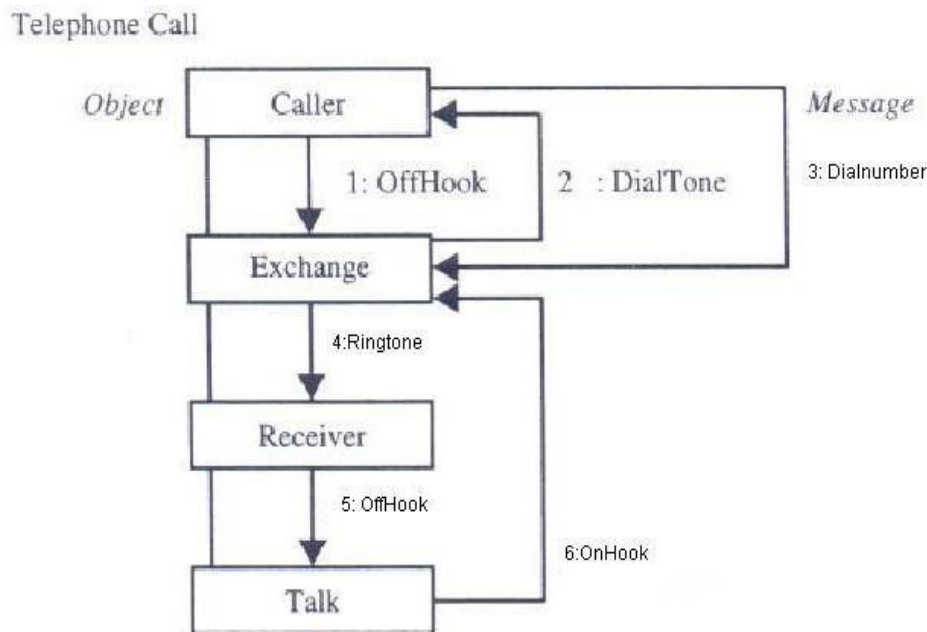 Telephone Call
Object
Caller
Message
1: OffHook
2 : DialTone
3: Dialnumber
Exchange
4:Ringtone
Receiver
5: OffHook
6:OnHook
Talk